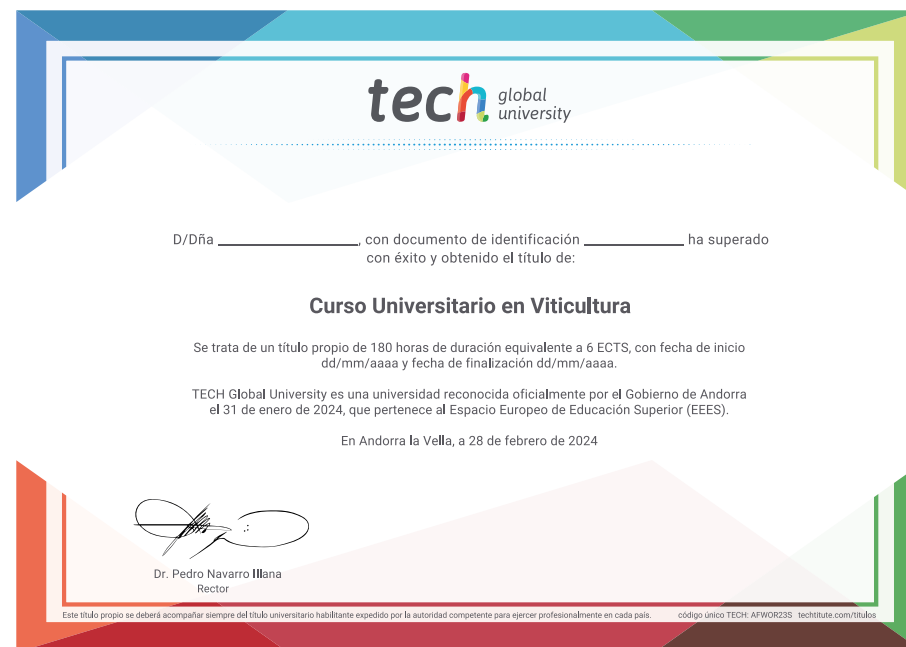 tech global university
D/Dña ______________, con documento de identificación __________ ha superado
con éxito y obtenido el título de:
Curso Universitario en Viticultura
Se trata de un título propio de 180 horas de duración equivalente a 6 ECTS, con fecha de inicio
dd/mm/aaaa y fecha de finalización dd/mm/aaaa.
TECH Global University es una universidad reconocida oficialmente por el Gobierno de Andorra
el 31 de enero de 2024, que pertenece al Espacio Europeo de Educación Superior (EEES).
En Andorra la Vella, a 28 de febrero de 2024
Dr. Pedro Navarro Illana
Rector
Este título propio se deberá acompañar siempre del título universitario habilitante expedido por la autoridad competente para ejercer profesionalmente en cada país. código único TECH: AFWOR23S techtitute.com/titulos